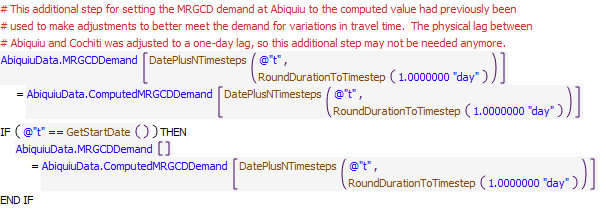 # This additional step for setting the MRGCD demand at Abiquiu to the computed value had previously been
# used to make adjustments to better meet the demand for variations in travel time.  The physical lag between
# Abiquiu and Cochiti was adjusted to a one-day lag, so this additional step may not be needed anymore.
AbiquiuData.MRGCDDemand [ DatePlusNTimesteps ( @"t" ,
RoundDurationToTimestep ( 1.0000000 "day" ) ) ]
= AbiquiuData.ComputedMRGCDDemand [ DatePlusNTimesteps ( @"t" ,
RoundDurationToTimestep ( 1.0000000 "day" ) ) ]
IF ( @"t" == GetStartDate ( ) ) THEN
AbiquiuData.MRGCDDemand [ ]
= AbiquiuData.ComputedMRGCDDemand [ DatePlusNTimesteps ( @"t" ,
RoundDurationToTimestep ( 1.0000000 "day" ) ) ]
END IF